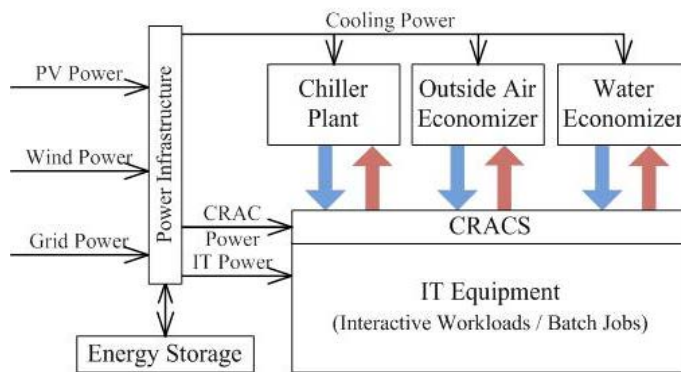 Cooling Power
PV Power
Wind Power
Grid Power
Power Infrastructure
Chiller
Plant
Outside Air
Economizer
Water
Economizer
CRAC
Power
IT Power
CRACS
IT Equipment
(Interactive Workloads / Batch Jobs)
Energy Storage